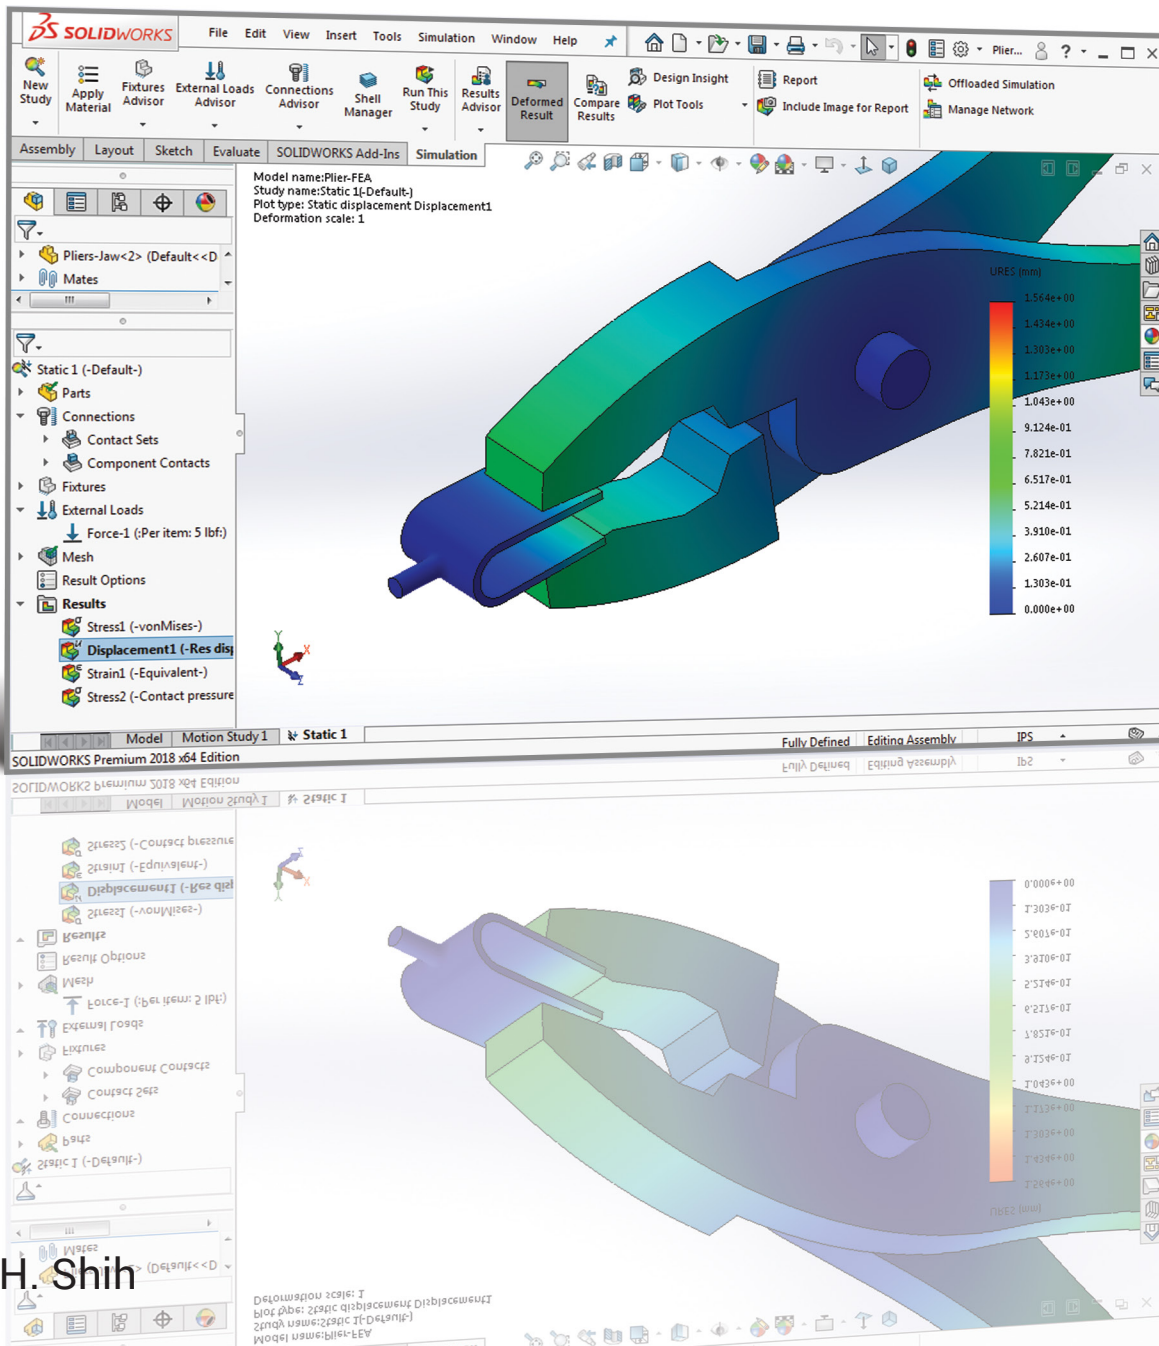 SOLIDWORKS
File Edit View Insert Tools Simulation Window Help
Plier...
New Study
Apply Material
Fixtures Advisor
External Loads Advisor
Connections Advisor
Shell Manager
Run This Study
Results Advisor
Deformed Result
Compare Results
Design Insight
Plot Tools
Report
Include Image for Report
Offloaded Simulation
Manage Network
Assembly Layout Sketch Evaluate SOLIDWORKS Add-Ins Simulation
Model name:Plier-FEA
Study name:Static 1(-Default-)
Plot type: Static displacement Displacement1
Deformation scale: 1
Pliers-Jaw<2> (Default<<D
Mates
Static 1 (-Default-)
Parts
Connections
Contact Sets
Component Contacts
Fixtures
External Loads
Force-1 (:Per item: 5 lbf:)
Mesh
Result Options
Results
Stress1 (-vonMises-)
Displacement1 (-Res disp
Strain1 (-Equivalent-)
Stress2 (-Contact pressure
URES (mm)
1.564e+00
1.434e+00
1.303e+00
1.173e+00
1.043e+00
9.124e-01
7.821e-01
6.517e-01
5.214e-01
3.910e-01
2.607e-01
1.303e-01
0.000e+00
Y
X
Z
Model Motion Study 1 Static 1
SOLIDWORKS Premium 2018 x64 Edition
Fully Defined Editing Assembly IPS
H. Shih